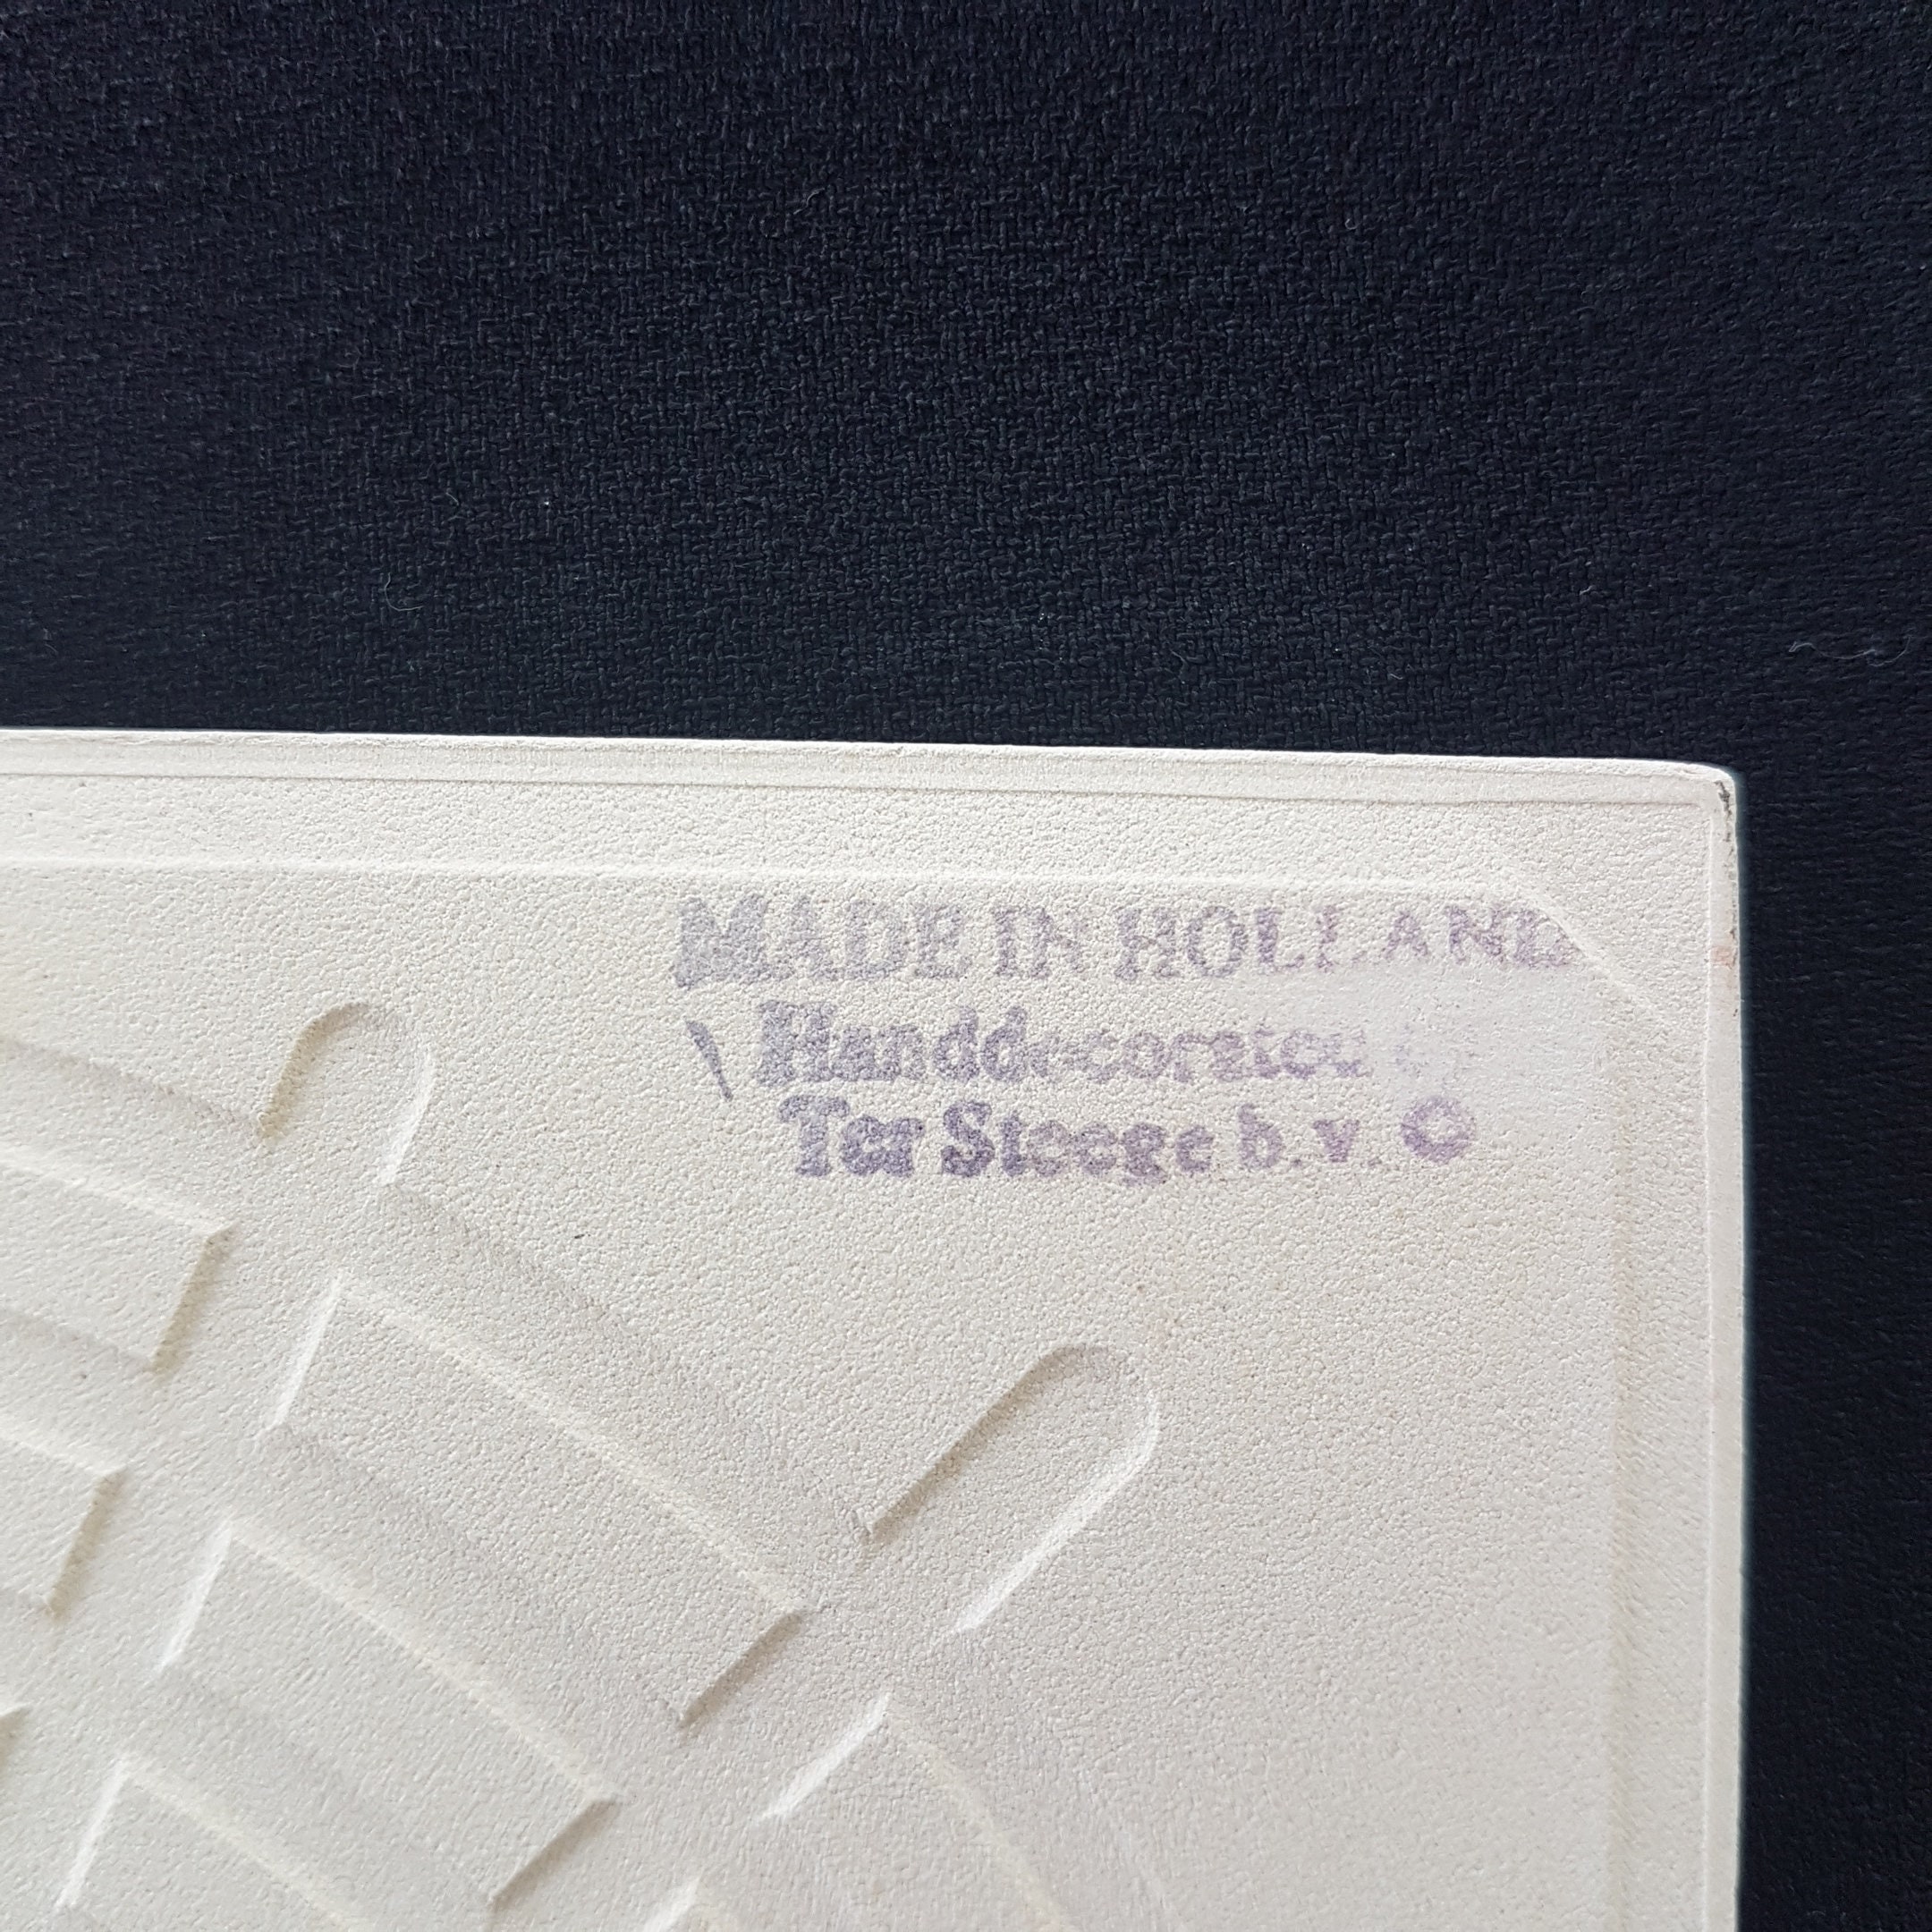 MADE IN HOLLAND
Handdecorated
Ter Steege b.v. ©